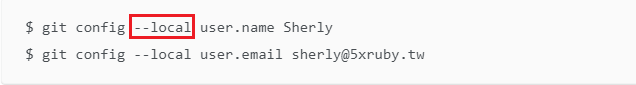 $ git config --local user.name Sherly
$ git config --local user.email sherly@5xruby.tw